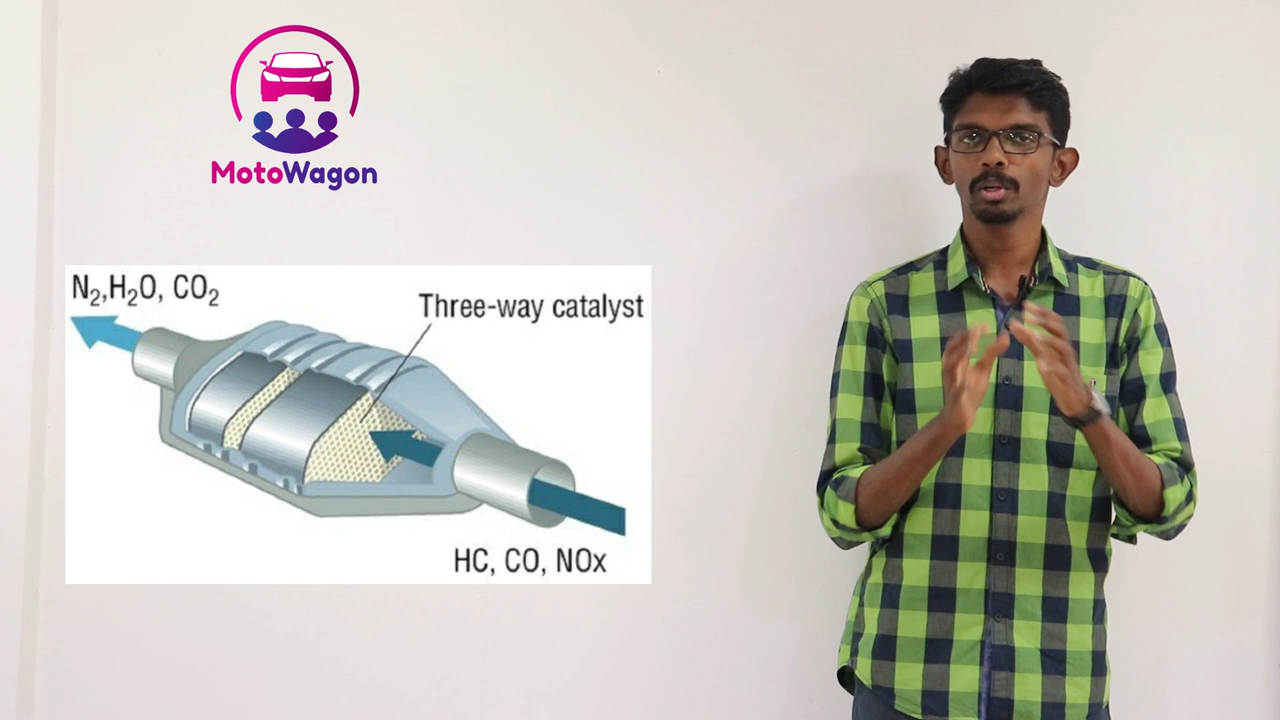 MotoWagon
N₂,H₂O, CO₂
Three-way catalyst
HC, CO, NOx